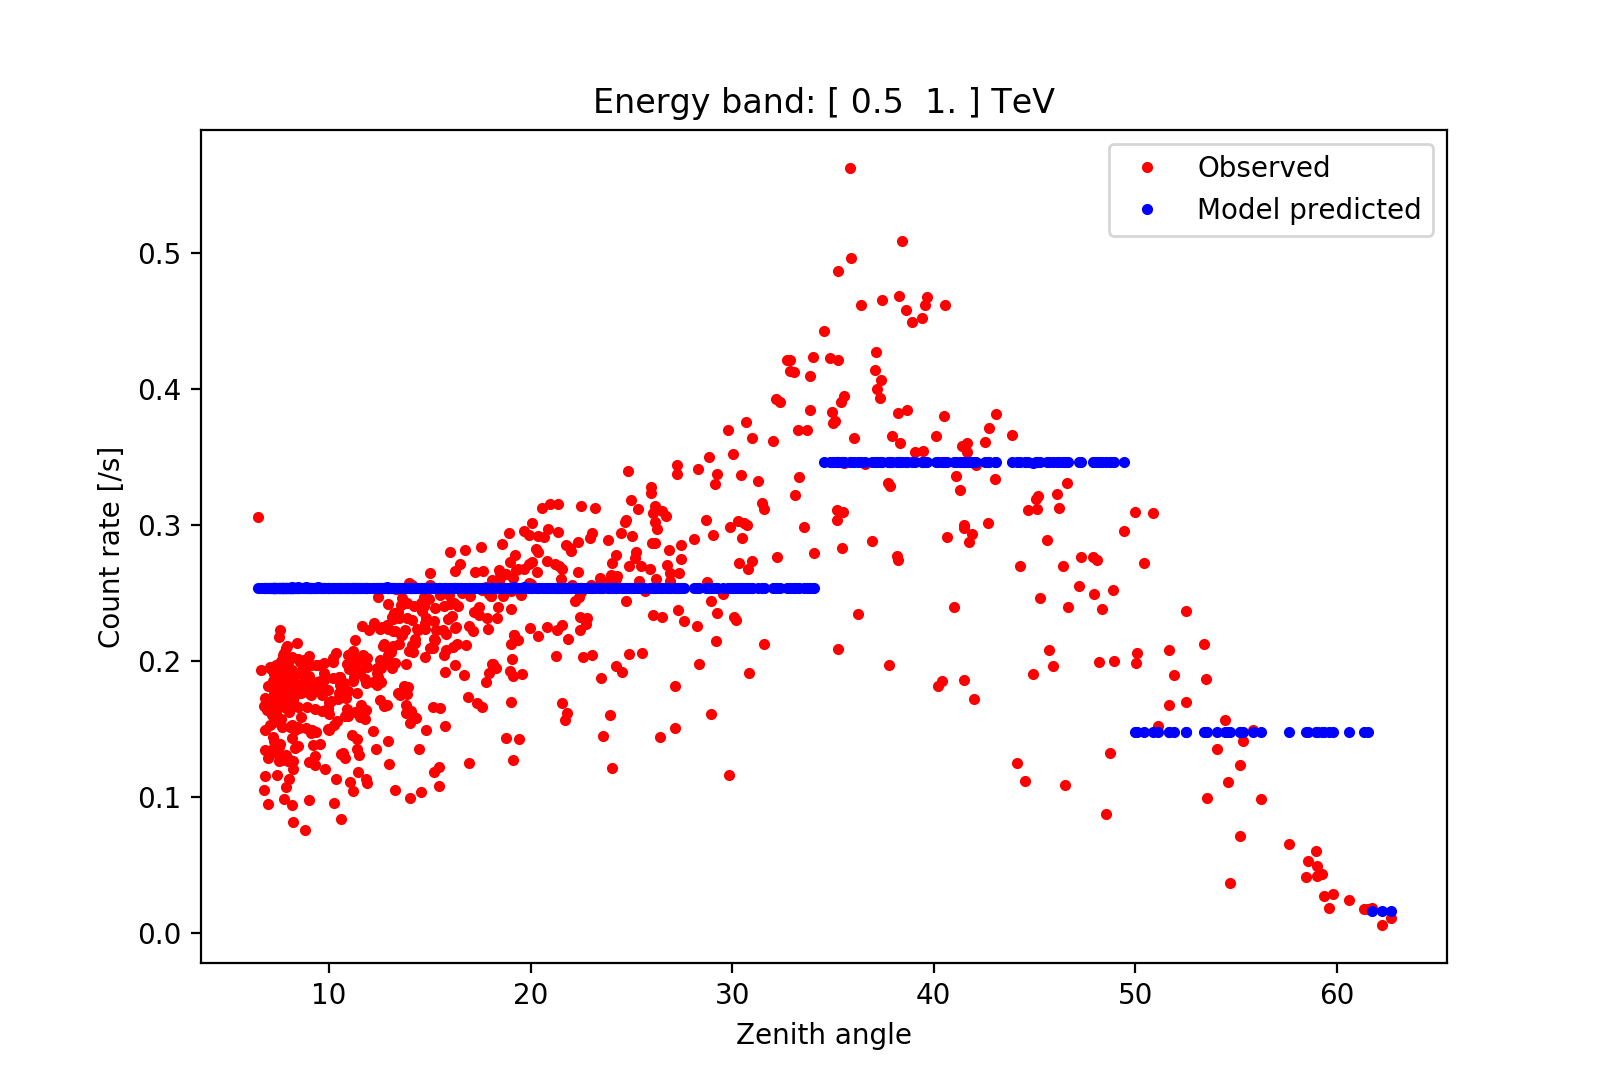 Energy band: [ 0.5  1. ] TeV
Observed
Model predicted
Count rate [/s]
0.5
0.4
0.3
0.2
0.1
0.0
10 20 30 40 50 60
Zenith angle